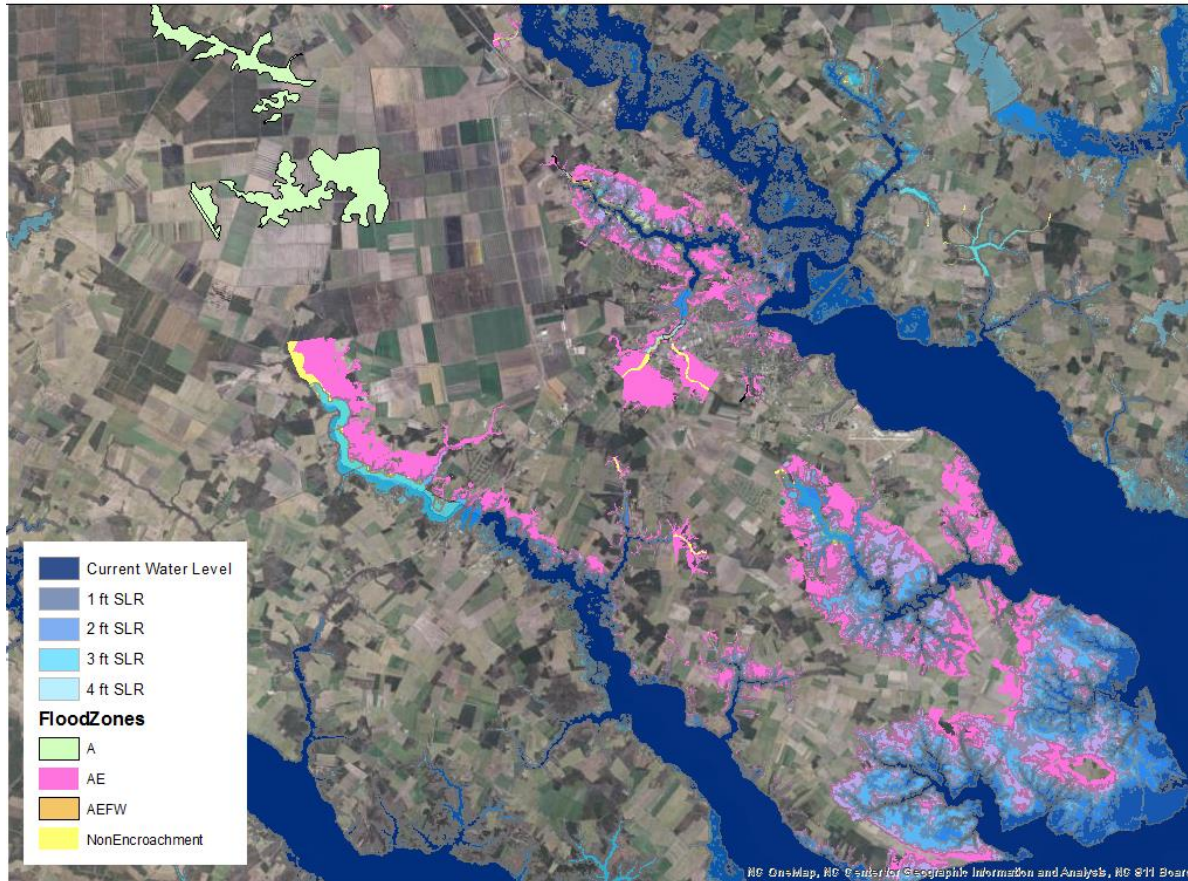 Current Water Level
1 ft SLR
2 ft SLR
3 ft SLR
4 ft SLR
FloodZones
A
AE
AEFW
NonEncroachment
NC OneMap, NC Center for Geographic Information and Analysis, NC 911 Board